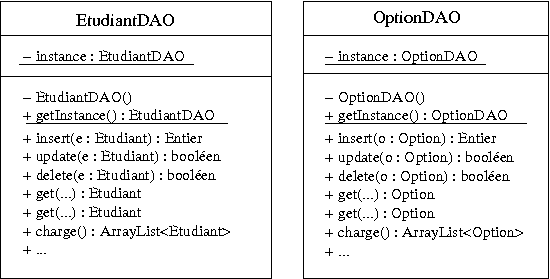 EtudiantDAO
– instance : EtudiantDAO
– EtudiantDAO()
+ getInstance() : EtudiantDAO
+ insert(e : Etudiant) : Entier
+ update(e : Etudiant) : booléen
+ delete(e : Etudiant) : booléen
+ get(...) : Etudiant
+ get(...) : Etudiant
+ charge() : ArrayList<Etudiant>
+ ...
OptionDAO
– instance : OptionDAO
– OptionDAO()
+ getInstance() : OptionDAO
+ insert(o : Option) : Entier
+ update(o : Option) : booléen
+ delete(o : Option) : booléen
+ get(...) : Option
+ get(...) : Option
+ charge() : ArrayList<Option>
+ ...